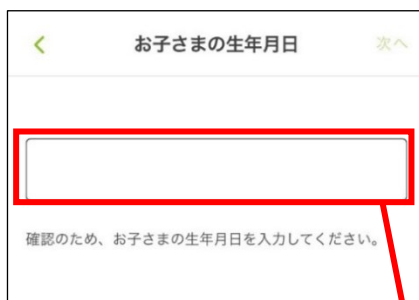 お子さまの生年月日
次へ
確認のため、お子さまの生年月日を入力してください。